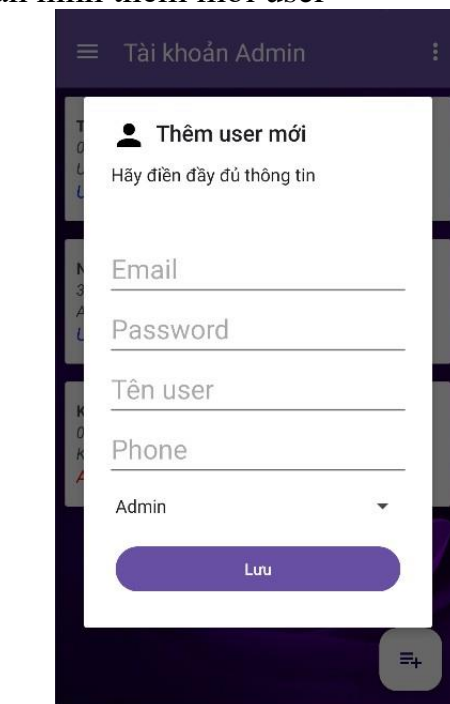 Tài khoản Admin
Thêm user mới
Hãy điền đầy đủ thông tin
Email
Password
Tên user
Phone
Admin
Lưu